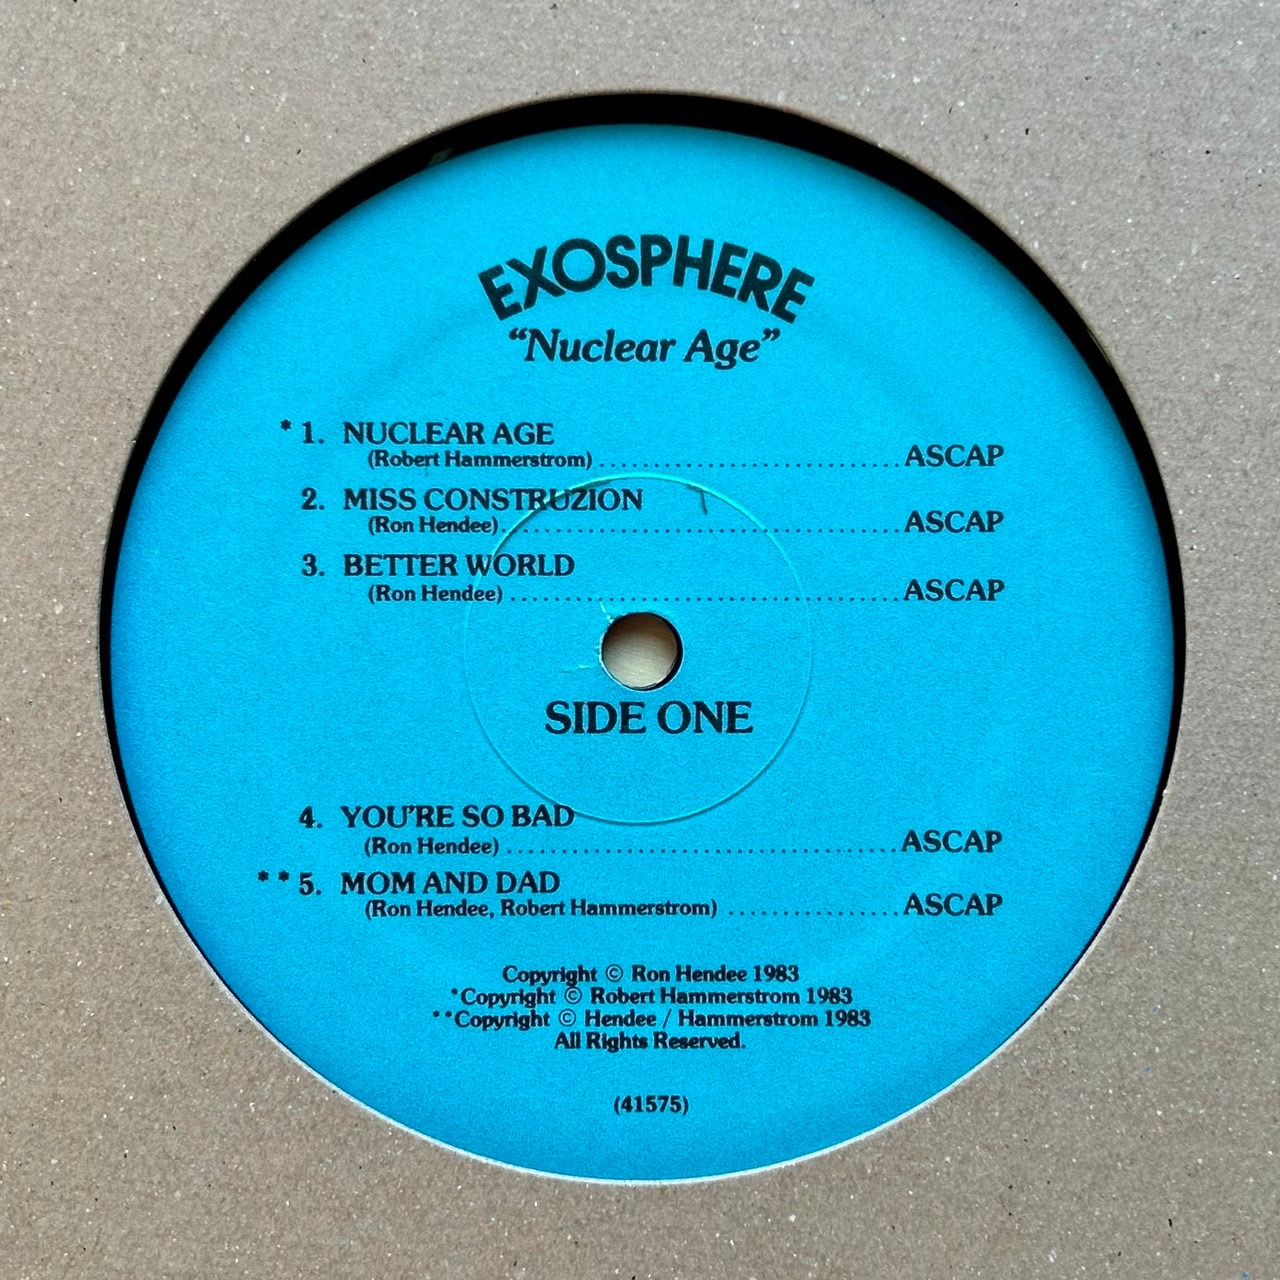 EXOSPHERE
“Nuclear Age”
* 1. NUCLEAR AGE
(Robert Hammerstrom) ........................... ASCAP
2. MISS CONSTRUZION
(Ron Hendee) ................................... ASCAP
3. BETTER WORLD
(Ron Hendee) ................................... ASCAP
SIDE ONE
4. YOU'RE SO BAD
(Ron Hendee) ................................... ASCAP
** 5. MOM AND DAD
(Ron Hendee, Robert Hammerstrom) ............... ASCAP
Copyright © Ron Hendee 1983
*Copyright © Robert Hammerstrom 1983
**Copyright © Hendee / Hammerstrom 1983
All Rights Reserved.
(41575)